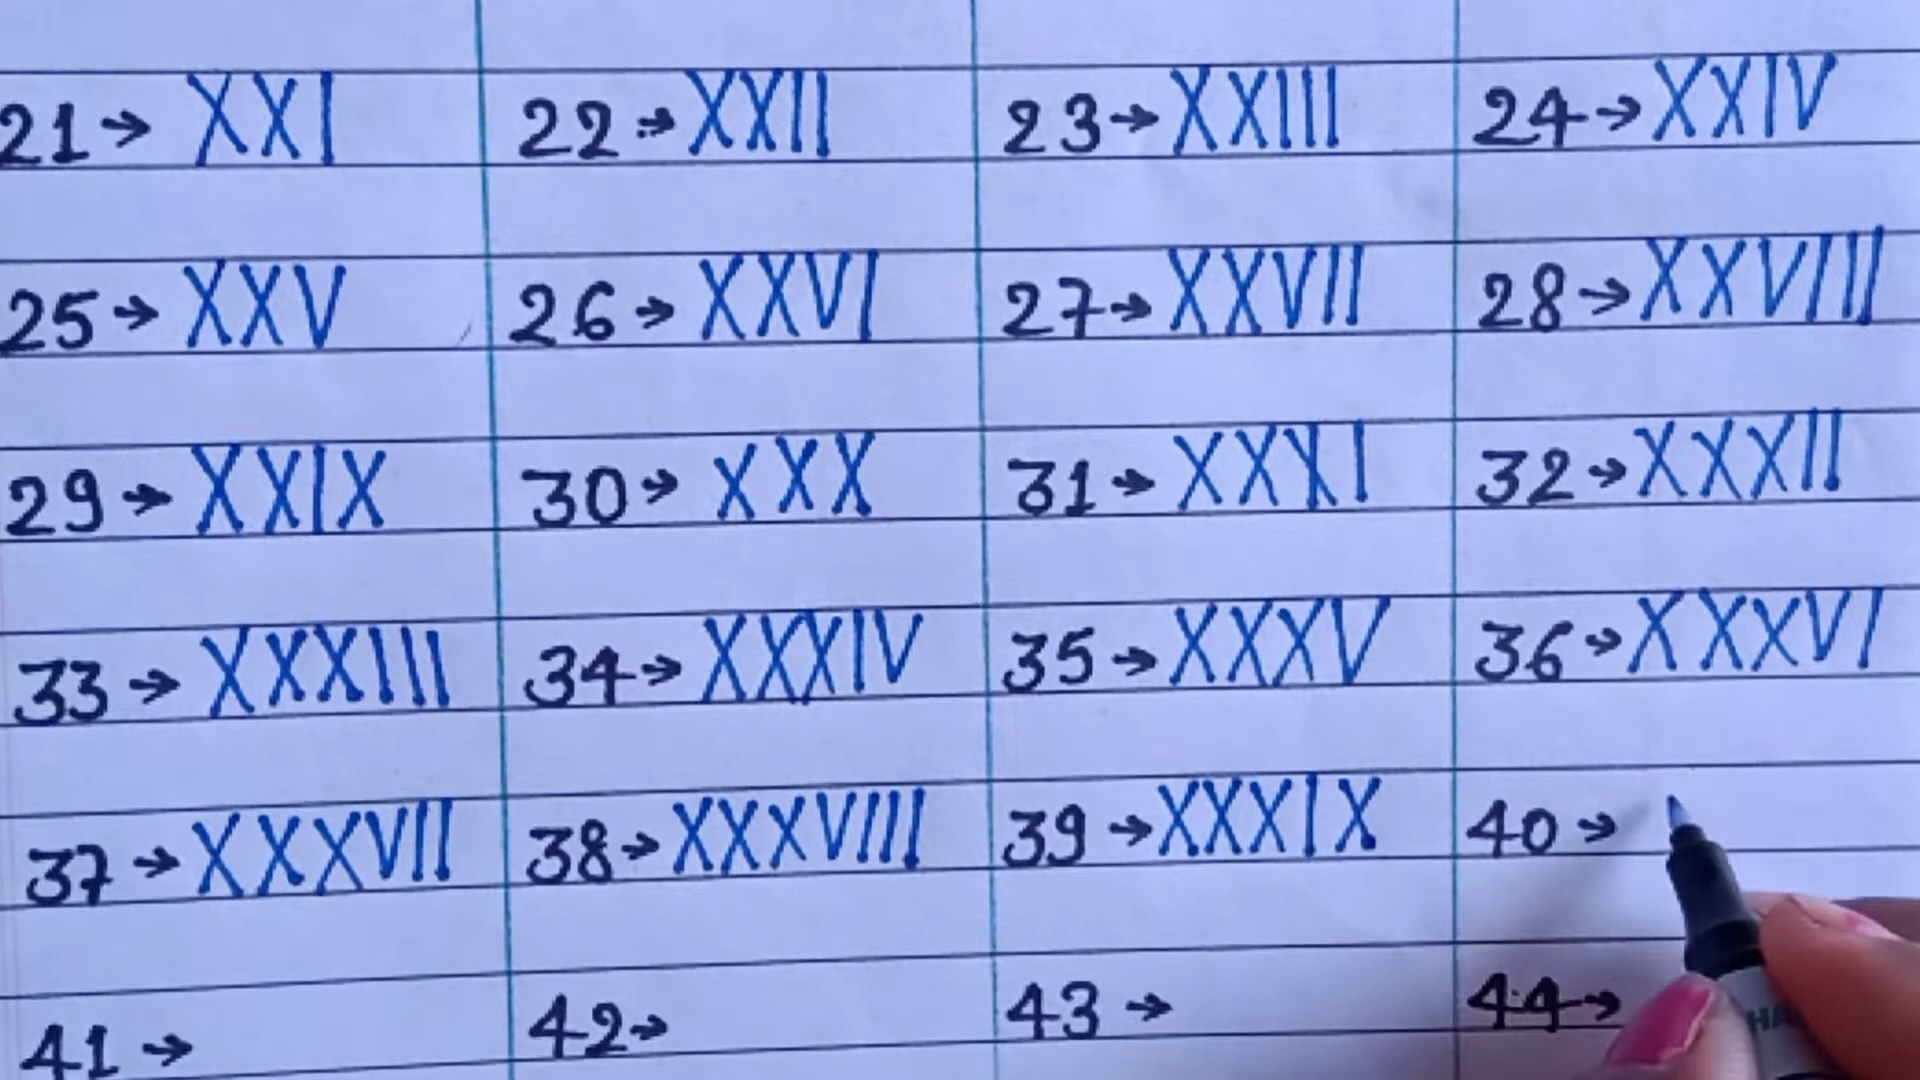 21→ XXI 22→ XXII 23→ XXIII 24→ XXIV
25→ XXV 26→ XXVI 27→ XXVII 28→ XXVIII
29→ XXIX 30→ XXX 31→ XXXI 32→ XXXII
33→ XXXIII 34→ XXXIV 35→ XXXV 36→ XXXVI
37→ XXXVII 38→ XXXVIII 39→ XXXIX 40→
41→ 42→ 43→ 44→